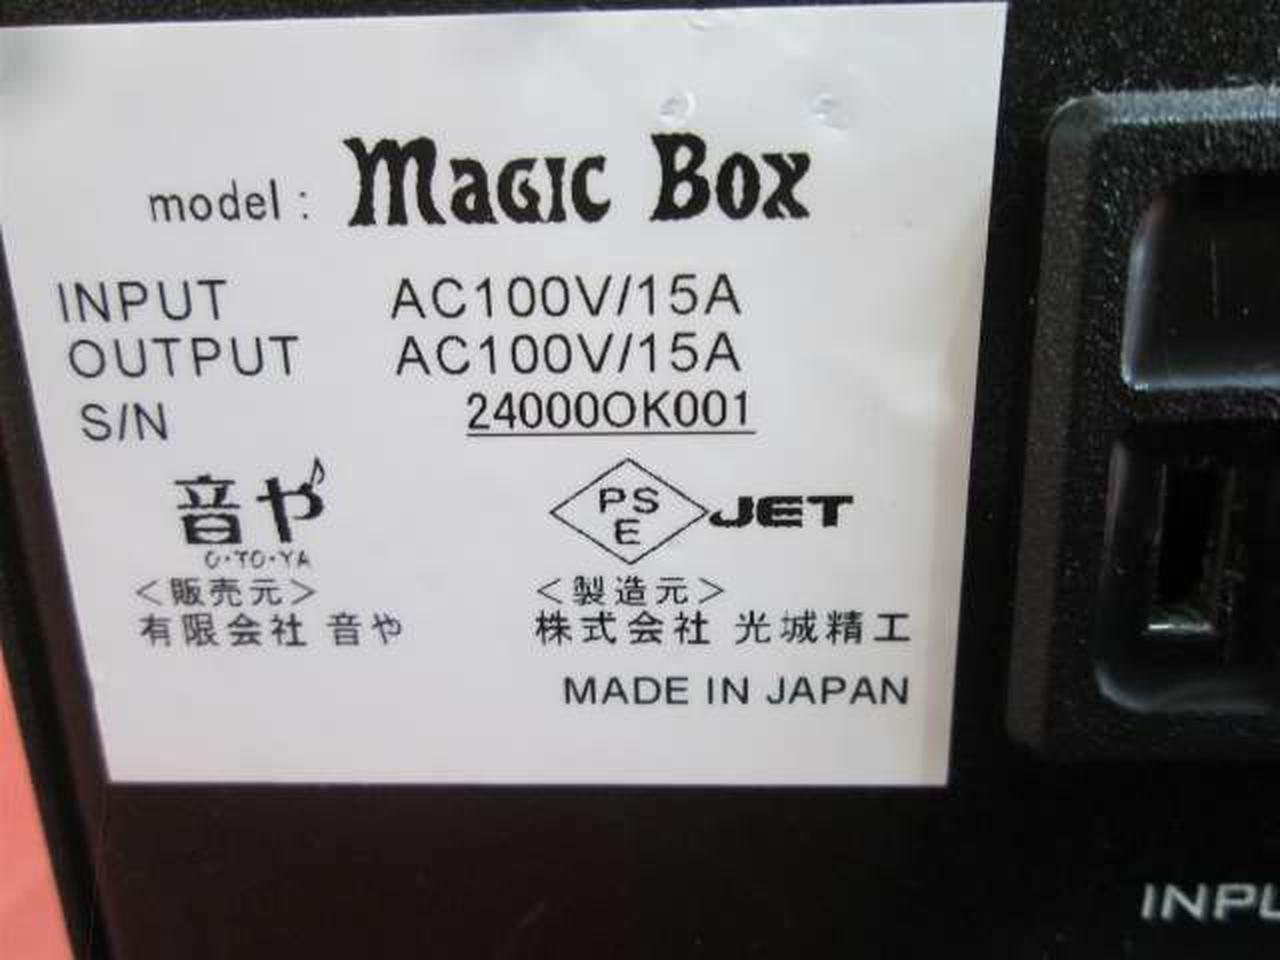 model : Magic Box
INPUT AC100V/15A
OUTPUT AC100V/15A
S/N 240000K001
音や
O・TO・YA
PS
E
JET
＜販売元＞
有限会社 音や
＜製造元＞
株式会社 光城精工
MADE IN JAPAN
INPU